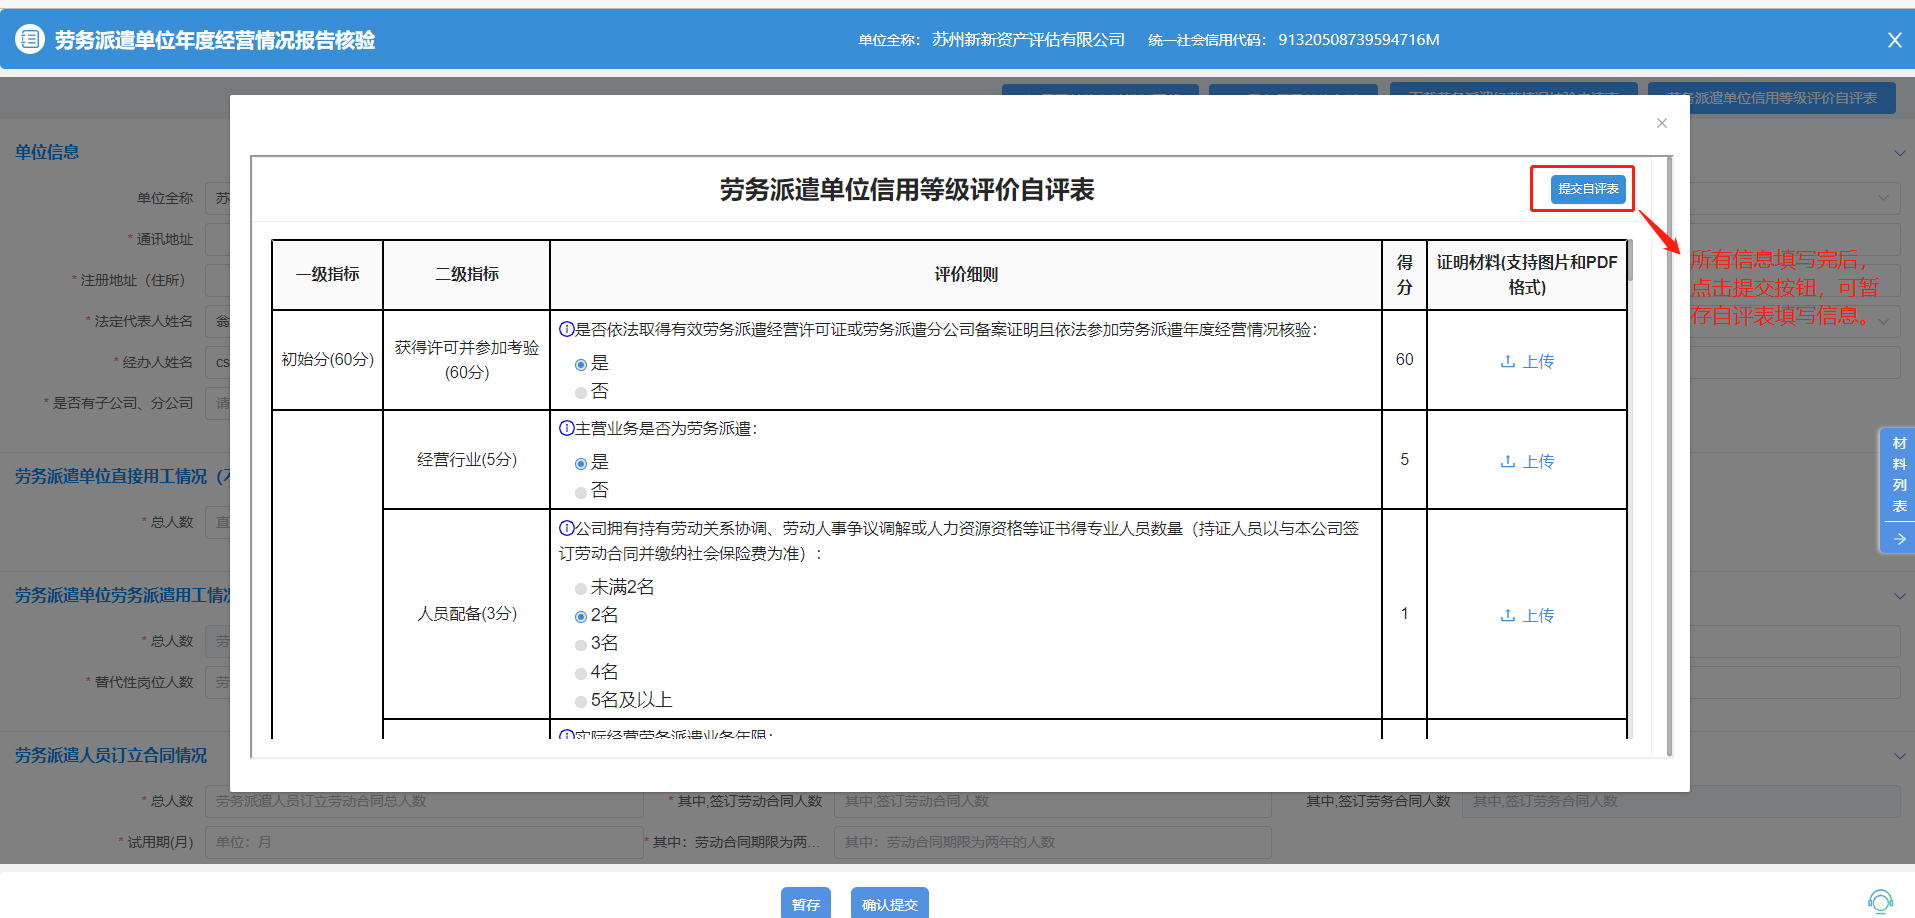 劳务派遣单位年度经营情况报告核验
单位全称： 苏州新新资产评估有限公司 统一社会信用代码： 91320508739594716M
X
劳务派遣单位信用等级评价自评表
×
单位信息
单位全称
* 通讯地址
* 注册地址（住所）
* 法定代表人姓名
* 经办人姓名
cs
* 是否有子公司、分公司
请
劳务派遣单位直接用工情况
* 总人数
直
劳务派遣单位劳务派遣用工情况
* 总人数
劳
* 替代性岗位人数
劳
劳务派遣单位信用等级评价自评表
提交自评表
所有信息填写完后，
点击提交按钮，可暂
存自评表填写信息。
一级指标 二级指标 评价细则 得分 证明材料(支持图片和PDF格式)
初始分(60分)
获得许可并参加考验(60分)
是否依法取得有效劳务派遣经营许可证或劳务派遣分公司备案证明且依法参加劳务派遣年度经营情况核验：
是
否
60
上传
经营行业(5分)
主营业务是否为劳务派遣：
是
否
5
上传
人员配备(3分)
公司拥有持有劳动关系协调、劳动人事争议调解或人力资源资格等证书得专业人员数量（持证人员以与本公司签
订劳动合同并缴纳社会保险费为准）：
未满2名
2名
3名
4名
5名及以上
1
上传
实际经营劳务派遣业务年限：
材料列表
劳务派遣人员订立合同情况
* 总人数 劳务派遣人员订立劳动合同总人数 * 其中,签订劳动合同人数 其中,签订劳动合同人数 其中,签订劳务合同人数 其中,签订劳务合同人数
* 试用期(月) 单位：月 * 其中：劳动合同期限为两... 其中：劳动合同期限为两年的人数
暂存 确认提交